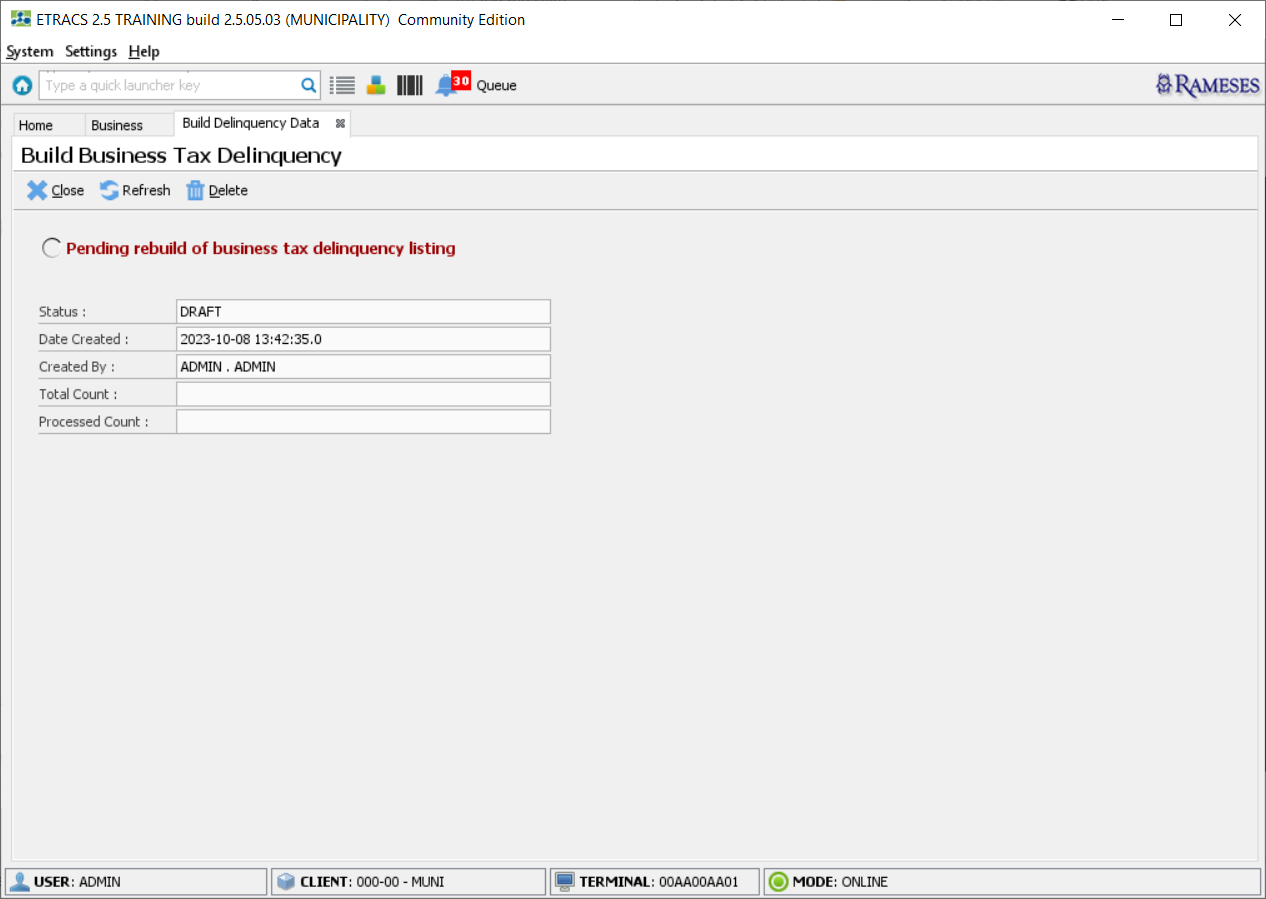 ETRACS 2.5 TRAINING build 2.5.05.03 (MUNICIPALITY)  Community Edition
System Settings Help
Type a quick launcher key 30 Queue RAMESES
Home Business Build Delinquency Data
Build Business Tax Delinquency
Close Refresh Delete
Pending rebuild of business tax delinquency listing
Status : DRAFT
Date Created : 2023-10-08 13:42:35.0
Created By : ADMIN . ADMIN
Total Count :
Processed Count :
USER: ADMIN CLIENT: 000-00 - MUNI TERMINAL: 00AA00AA01 MODE: ONLINE